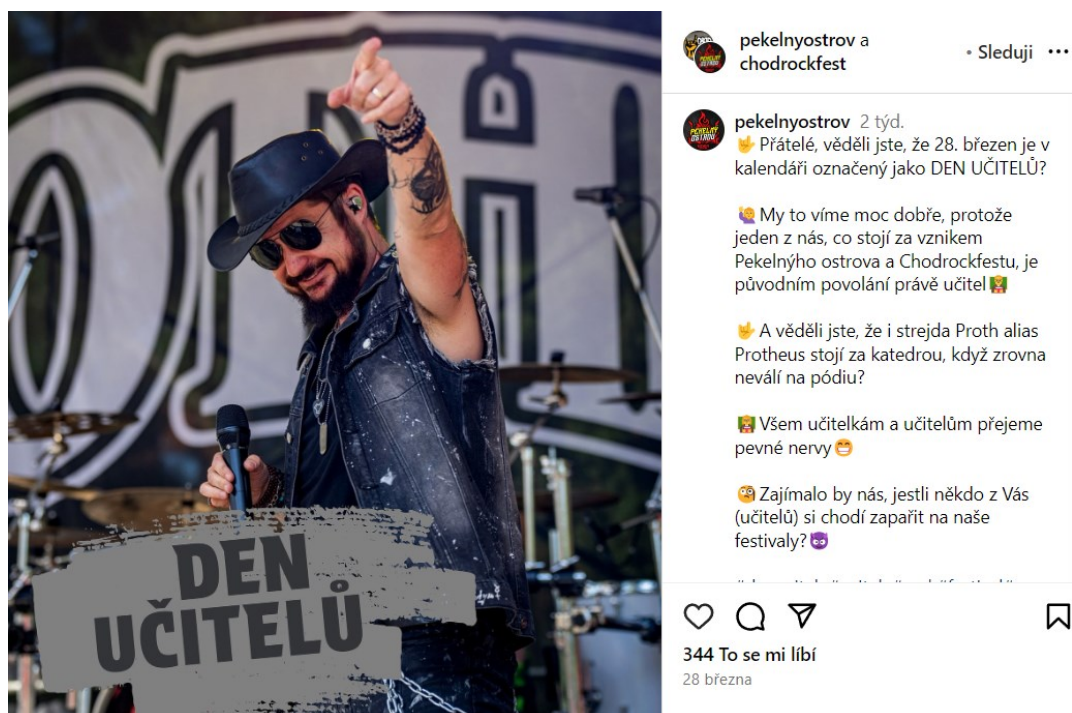 DEN
UČITELŮ
pekelnyostrov a
chodrockfest
• Sleduji
pekelnyostrov 2 týd.
🤟 Přátelé, věděli jste, že 28. březen je v
kalendáři označený jako DEN UČITELŮ?
🙋 My to víme moc dobře, protože
jeden z nás, co stojí za vznikem
Pekelnýho ostrova a Chodrockfestu, je
původním povolání právě učitel👩‍🏫
🤟 A věděli jste, že i strejda Proth alias
Protheus stojí za katedrou, když zrovna
neválí na pódiu?
👩‍🏫 Všem učitelkám a učitelům přejeme
pevné nervy😁
🧐 Zajímalo by nás, jestli někdo z Vás
(učitelů) si chodí zapařit na naše
festivaly?😈
344 To se mi líbí
28 března